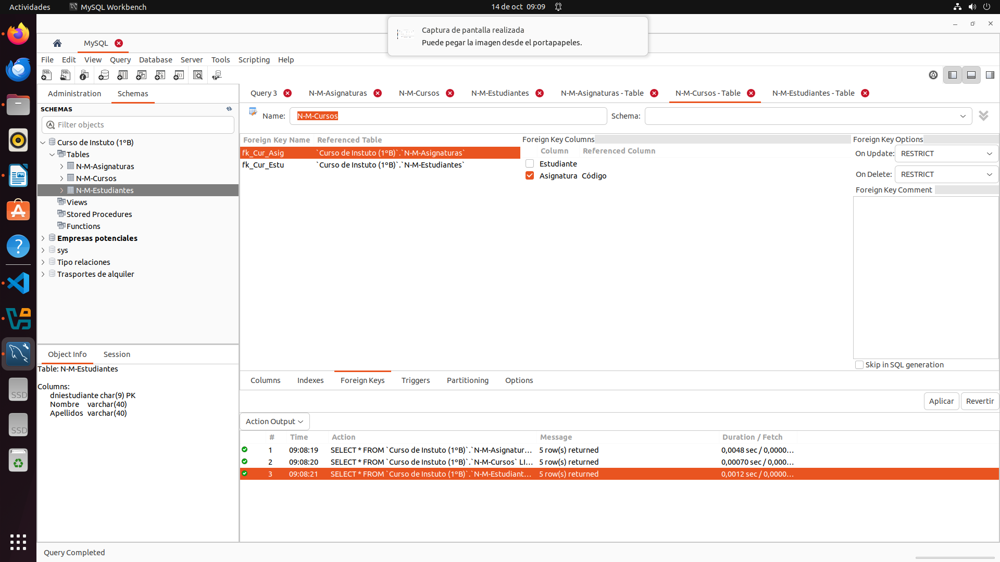 Actividades
MySQL Workbench
14 de oct 09:09
Captura de pantalla realizada
Puede pegar la imagen desde el portapapeles.
MySQL
File Edit View Query Database Server Tools Scripting Help
Administration Schemas
Query 3 N-M-Asignaturas N-M-Cursos N-M-Estudiantes N-M-Asignaturas - Table N-M-Cursos - Table N-M-Estudiantes - Table
SCHEMAS
Filter objects
Curso de Instuto (1ºB)
Tables
N-M-Asignaturas
N-M-Cursos
N-M-Estudiantes
Views
Stored Procedures
Functions
Empresas potenciales
sys
Tipo relaciones
Trasportes de alquiler
Name: N-M-Cursos Schema:
Foreign Key Name Referenced Table
fk_Cur_Asig `Curso de Instuto (1ºB)`.`N-M-Asignaturas`
fk_Cur_Estu `Curso de Instuto (1ºB)`.`N-M-Estudiantes`
Foreign Key Columns
Column Referenced Column
Estudiante
Asignatura Código
Foreign Key Options
On Update: RESTRICT
On Delete: RESTRICT
Foreign Key Comment
Skip in SQL generation
Columns Indexes Foreign Keys Triggers Partitioning Options
Aplicar Revertir
Object Info Session
Table: N-M-Estudiantes
Columns:
dniestudiante char(9) PK
Nombre varchar(40)
Apellidos varchar(40)
Action Output
# Time Action Message Duration / Fetch
1 09:08:19 SELECT * FROM `Curso de Instuto (1ºB)`.`N-M-Asignatur… 5 row(s) returned 0,0048 sec / 0,0000…
2 09:08:20 SELECT * FROM `Curso de Instuto (1ºB)`.`N-M-Cursos` LI… 5 row(s) returned 0,00070 sec / 0,000…
3 09:08:21 SELECT * FROM `Curso de Instuto (1ºB)`.`N-M-Estudiant… 5 row(s) returned 0,0012 sec / 0,0000…
SSD
SSD
Query Completed